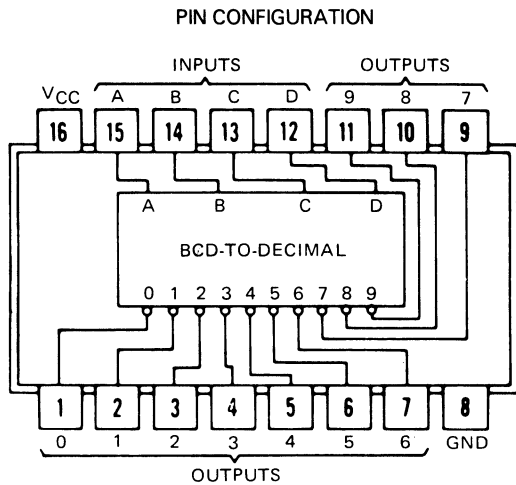 PIN CONFIGURATION
INPUTS OUTPUTS
VCC A B C D 9 8 7
16 15 14 13 12 11 10 9
A B C D
BCD-TO-DECIMAL
0 1 2 3 4 5 6 7 8 9
1 2 3 4 5 6 7 8
0 1 2 3 4 5 6 GND
OUTPUTS